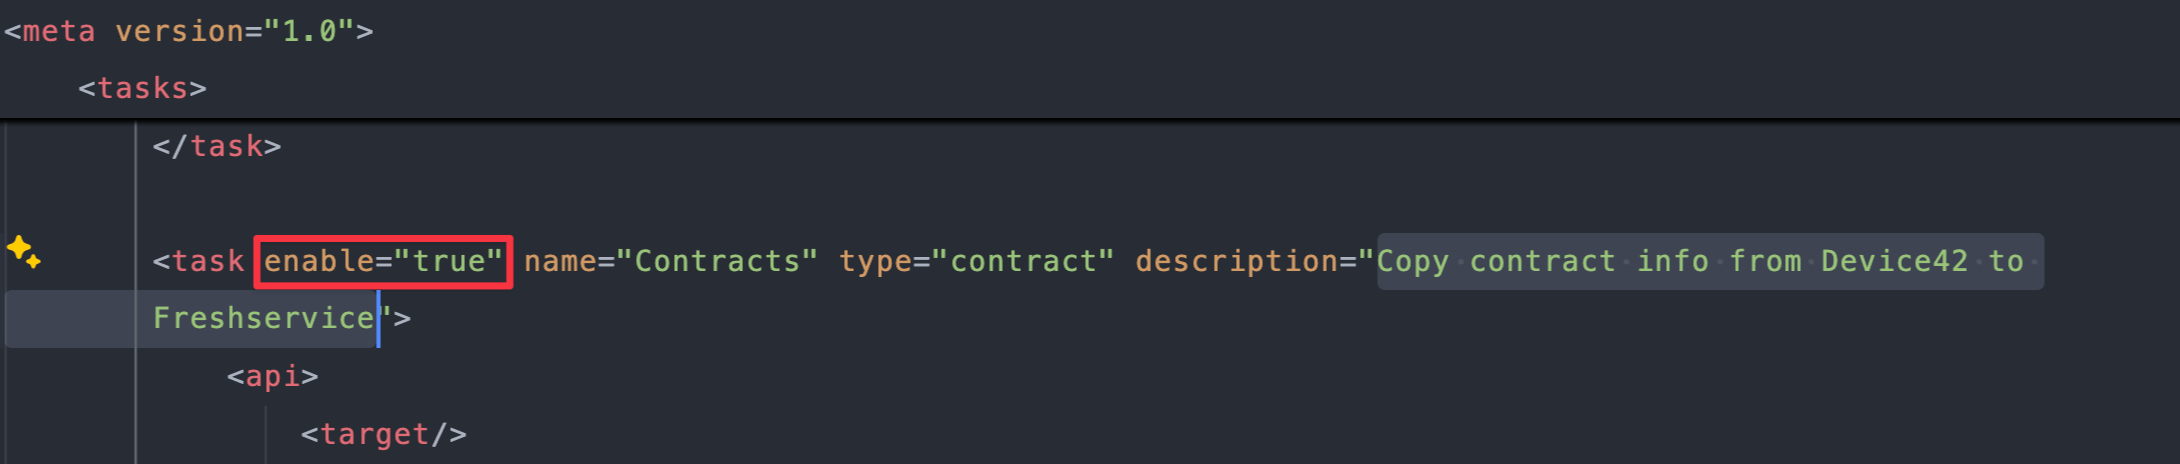 <meta version="1.0">
<tasks>
</task>
<task enable="true" name="Contracts" type="contract" description="Copy contract info from Device42 to
Freshservice">
<api>
<target/>